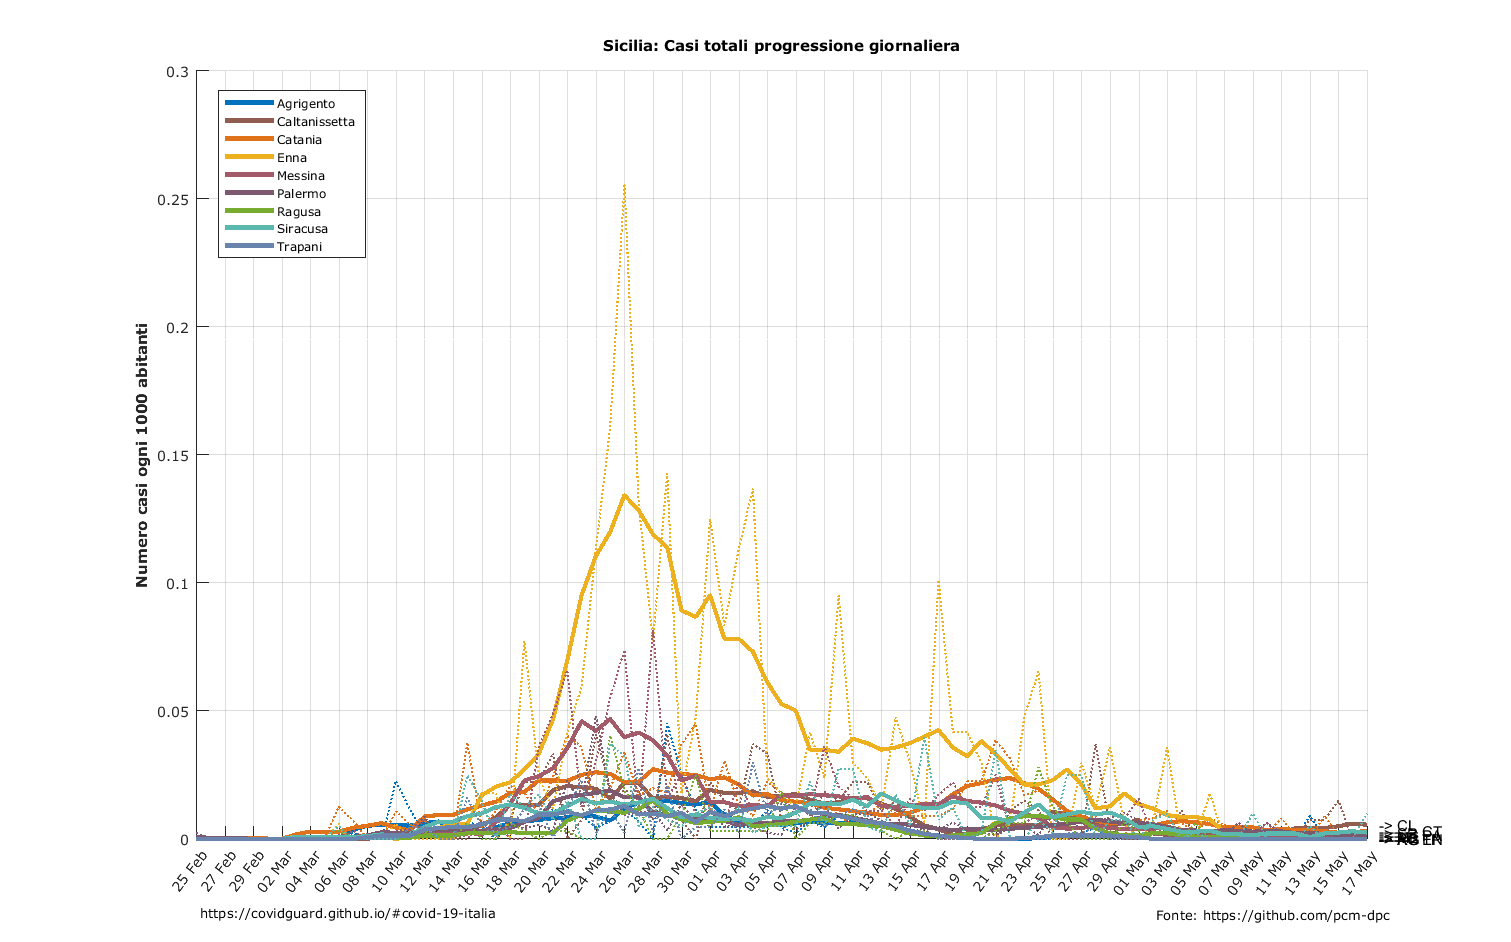 Sicilia: Casi totali progressione giornaliera
Numero casi ogni 1000 abitanti
0.3
0.25
0.2
0.15
0.1
0.05
0
Agrigento
Caltanissetta
Catania
Enna
Messina
Palermo
Ragusa
Siracusa
Trapani
25 Feb
27 Feb
29 Feb
02 Mar
04 Mar
06 Mar
08 Mar
10 Mar
12 Mar
14 Mar
16 Mar
18 Mar
20 Mar
22 Mar
24 Mar
26 Mar
28 Mar
30 Mar
01 Apr
03 Apr
05 Apr
07 Apr
09 Apr
11 Apr
13 Apr
15 Apr
17 Apr
19 Apr
21 Apr
23 Apr
25 Apr
27 Apr
29 Apr
01 May
03 May
05 May
07 May
09 May
11 May
13 May
15 May
17 May
-> CL
https://covidguard.github.io/#covid-19-italia
Fonte: https://github.com/pcm-dpc